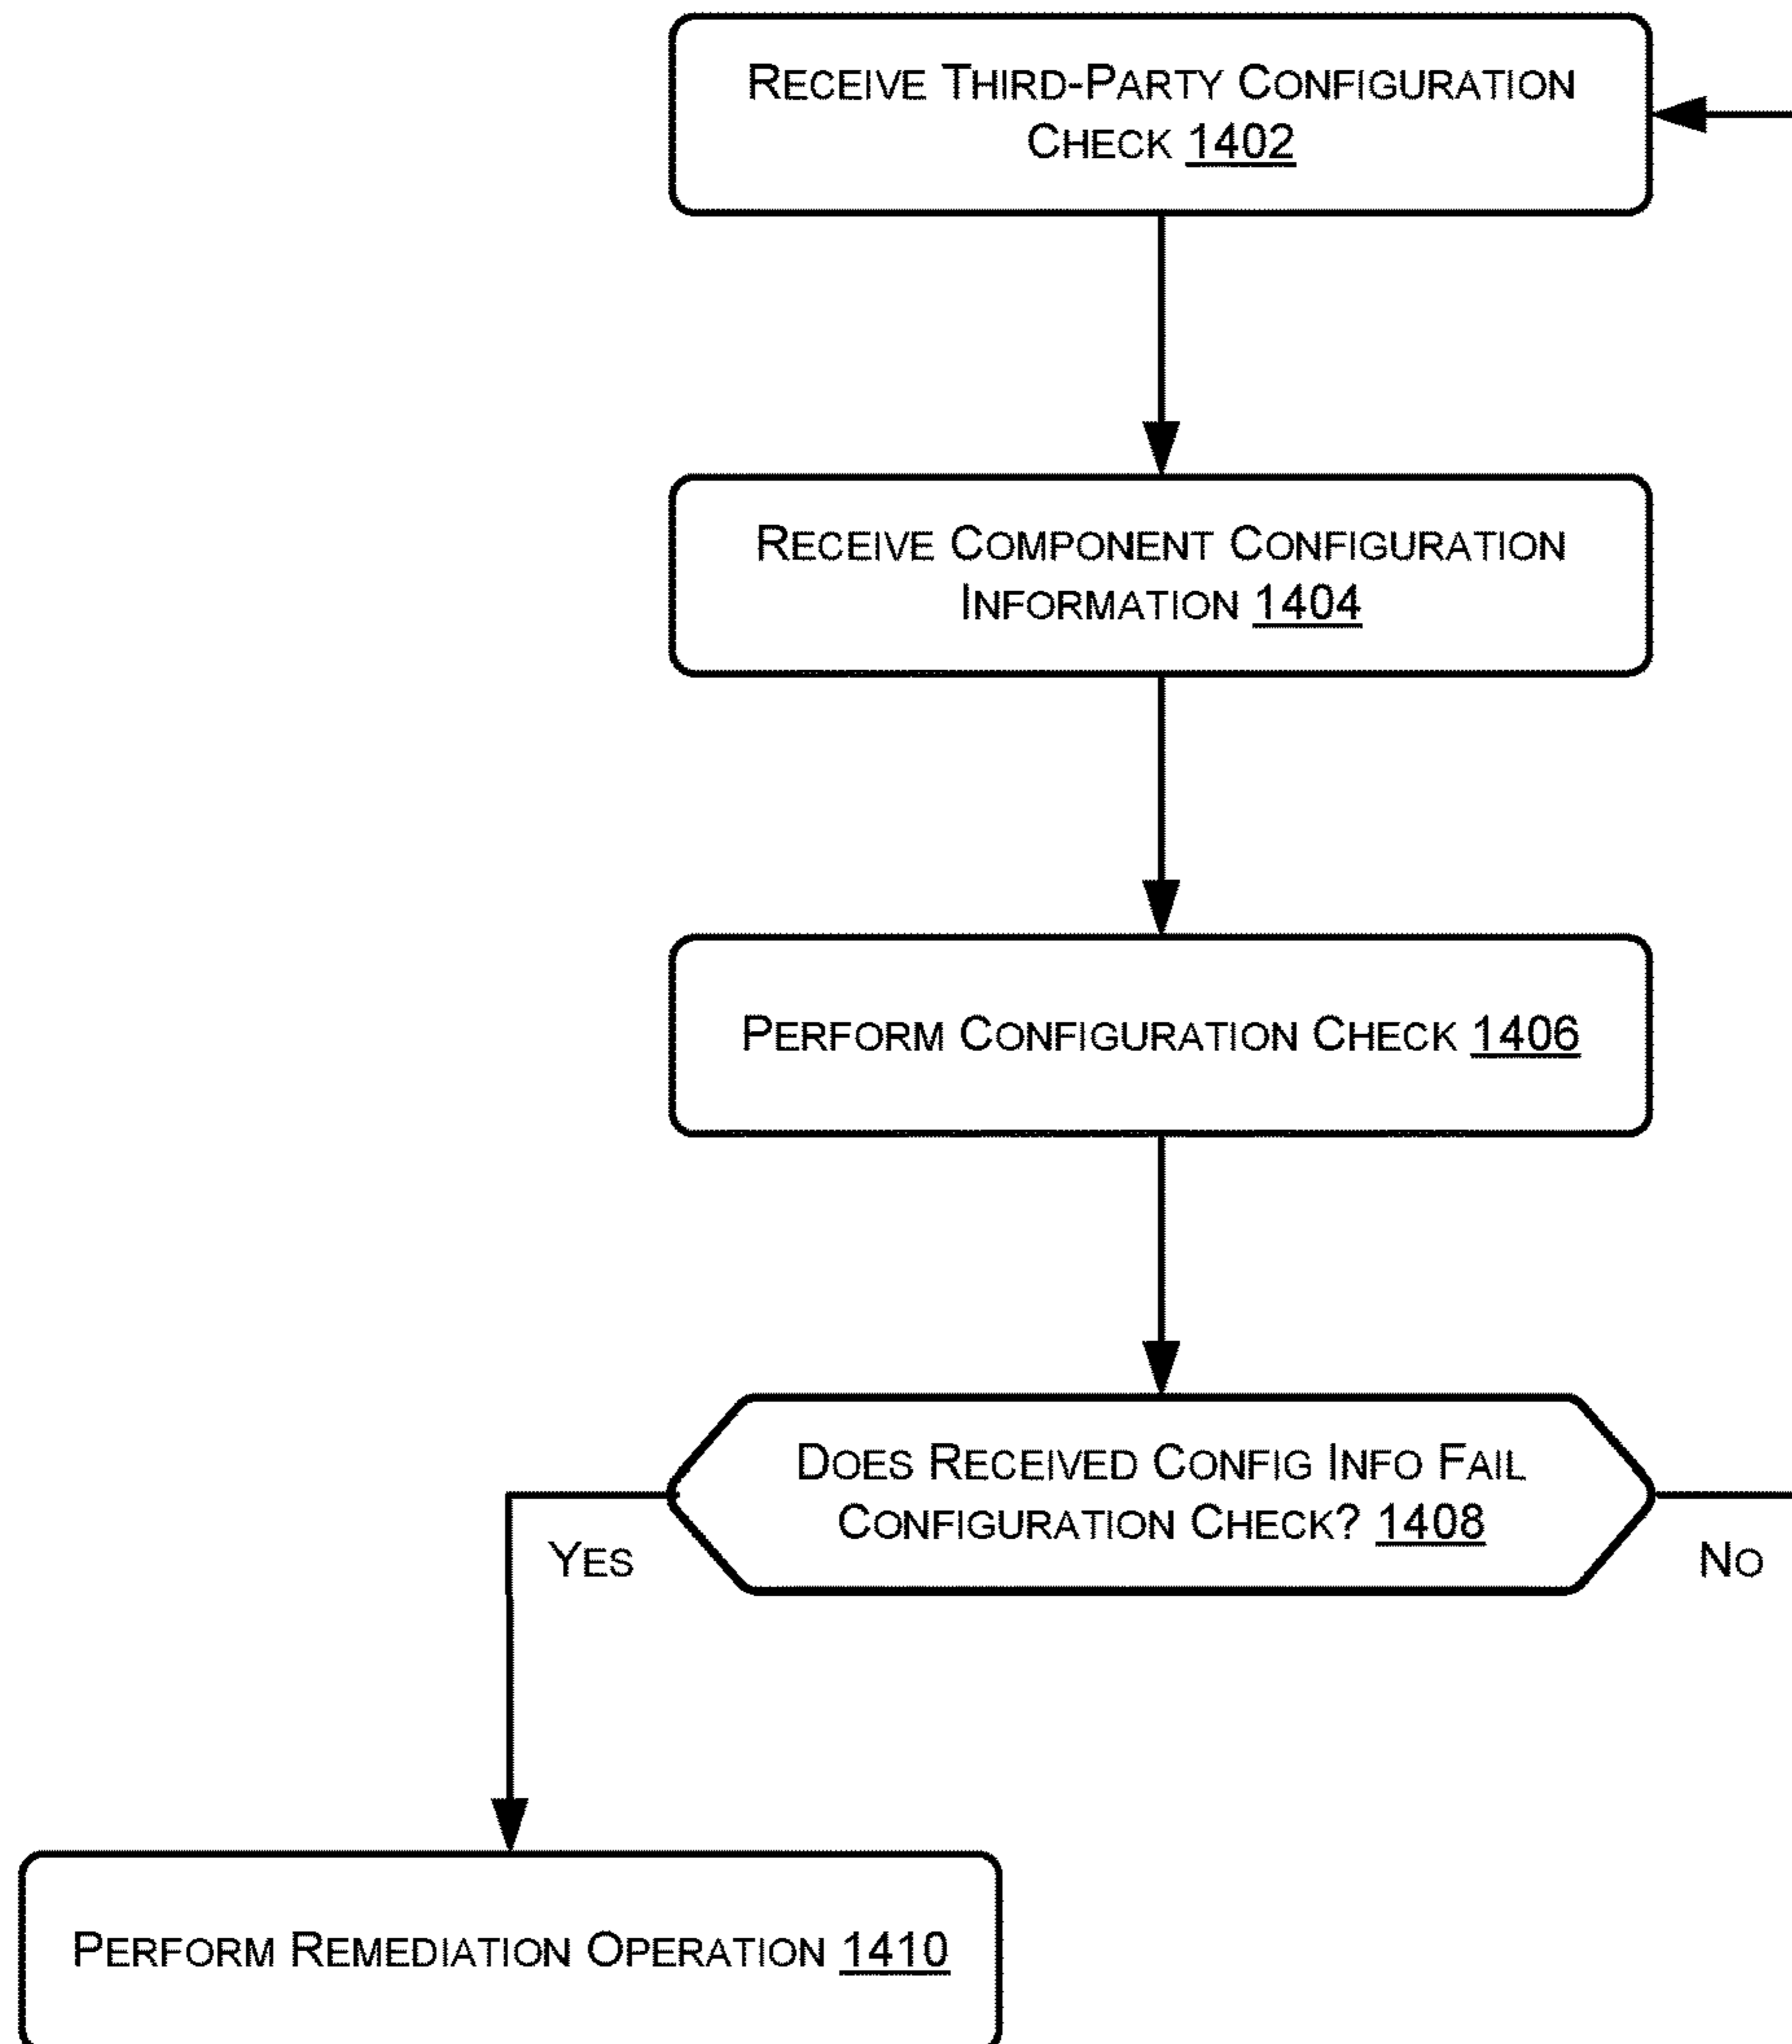 RECEIVE THIRD-PARTY CONFIGURATION
CHECK 1402
RECEIVE COMPONENT CONFIGURATION
INFORMATION 1404
PERFORM CONFIGURATION CHECK 1406
DOES RECEIVED CONFIG INFO FAIL
CONFIGURATION CHECK? 1408
YES
NO
PERFORM REMEDIATION OPERATION 1410